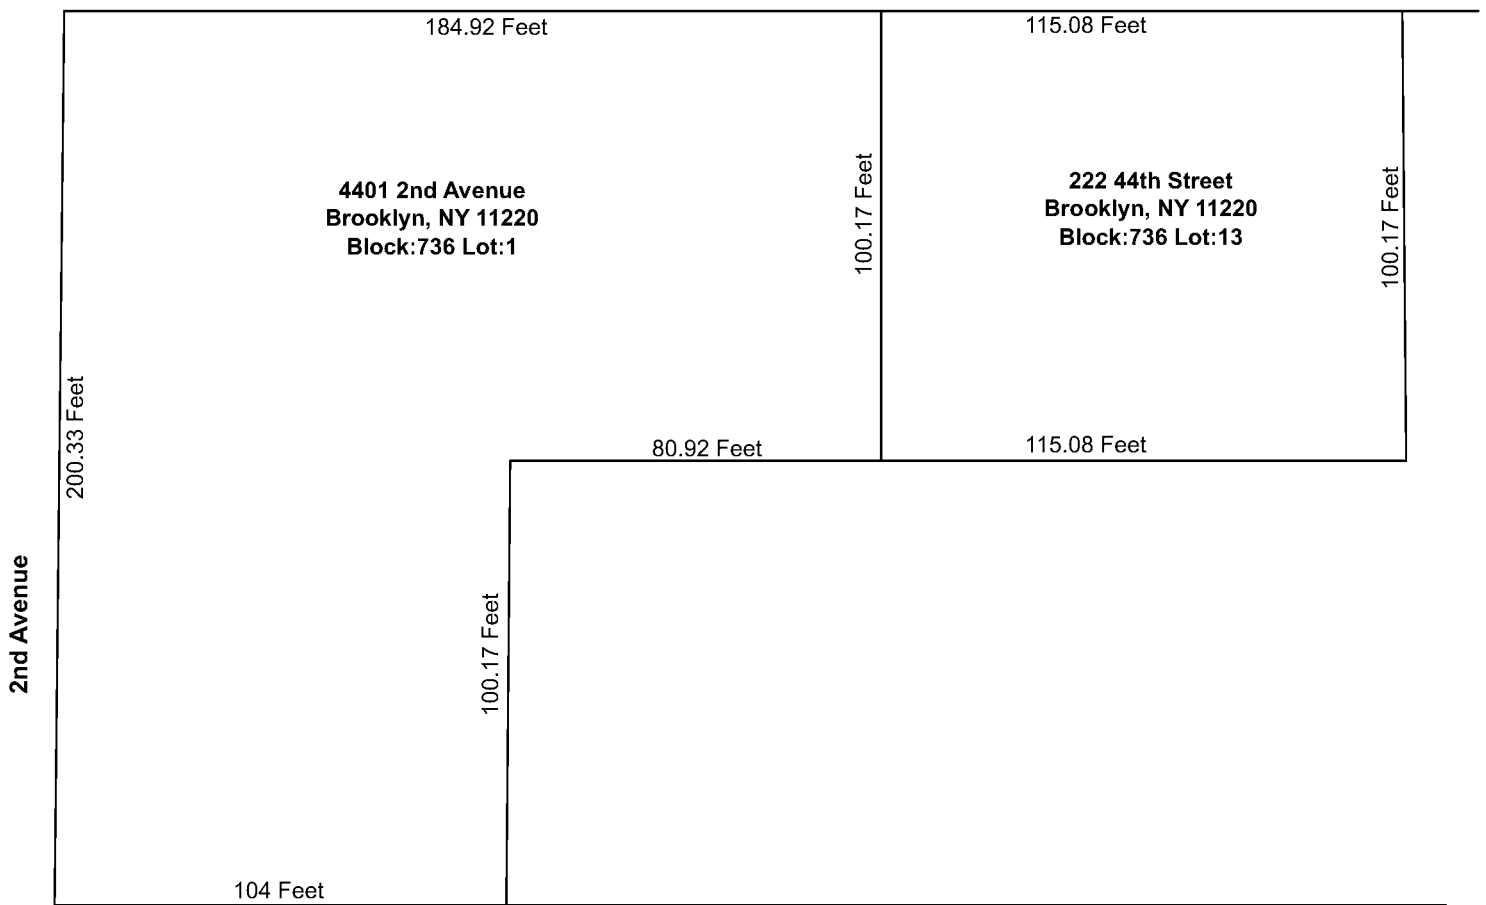 184.92 Feet
115.08 Feet
4401 2nd Avenue
Brooklyn, NY 11220
Block:736 Lot:1
100.17 Feet
222 44th Street
Brooklyn, NY 11220
Block:736 Lot:13
100.17 Feet
200.33 Feet
80.92 Feet
115.08 Feet
2nd Avenue
100.17 Feet
104 Feet